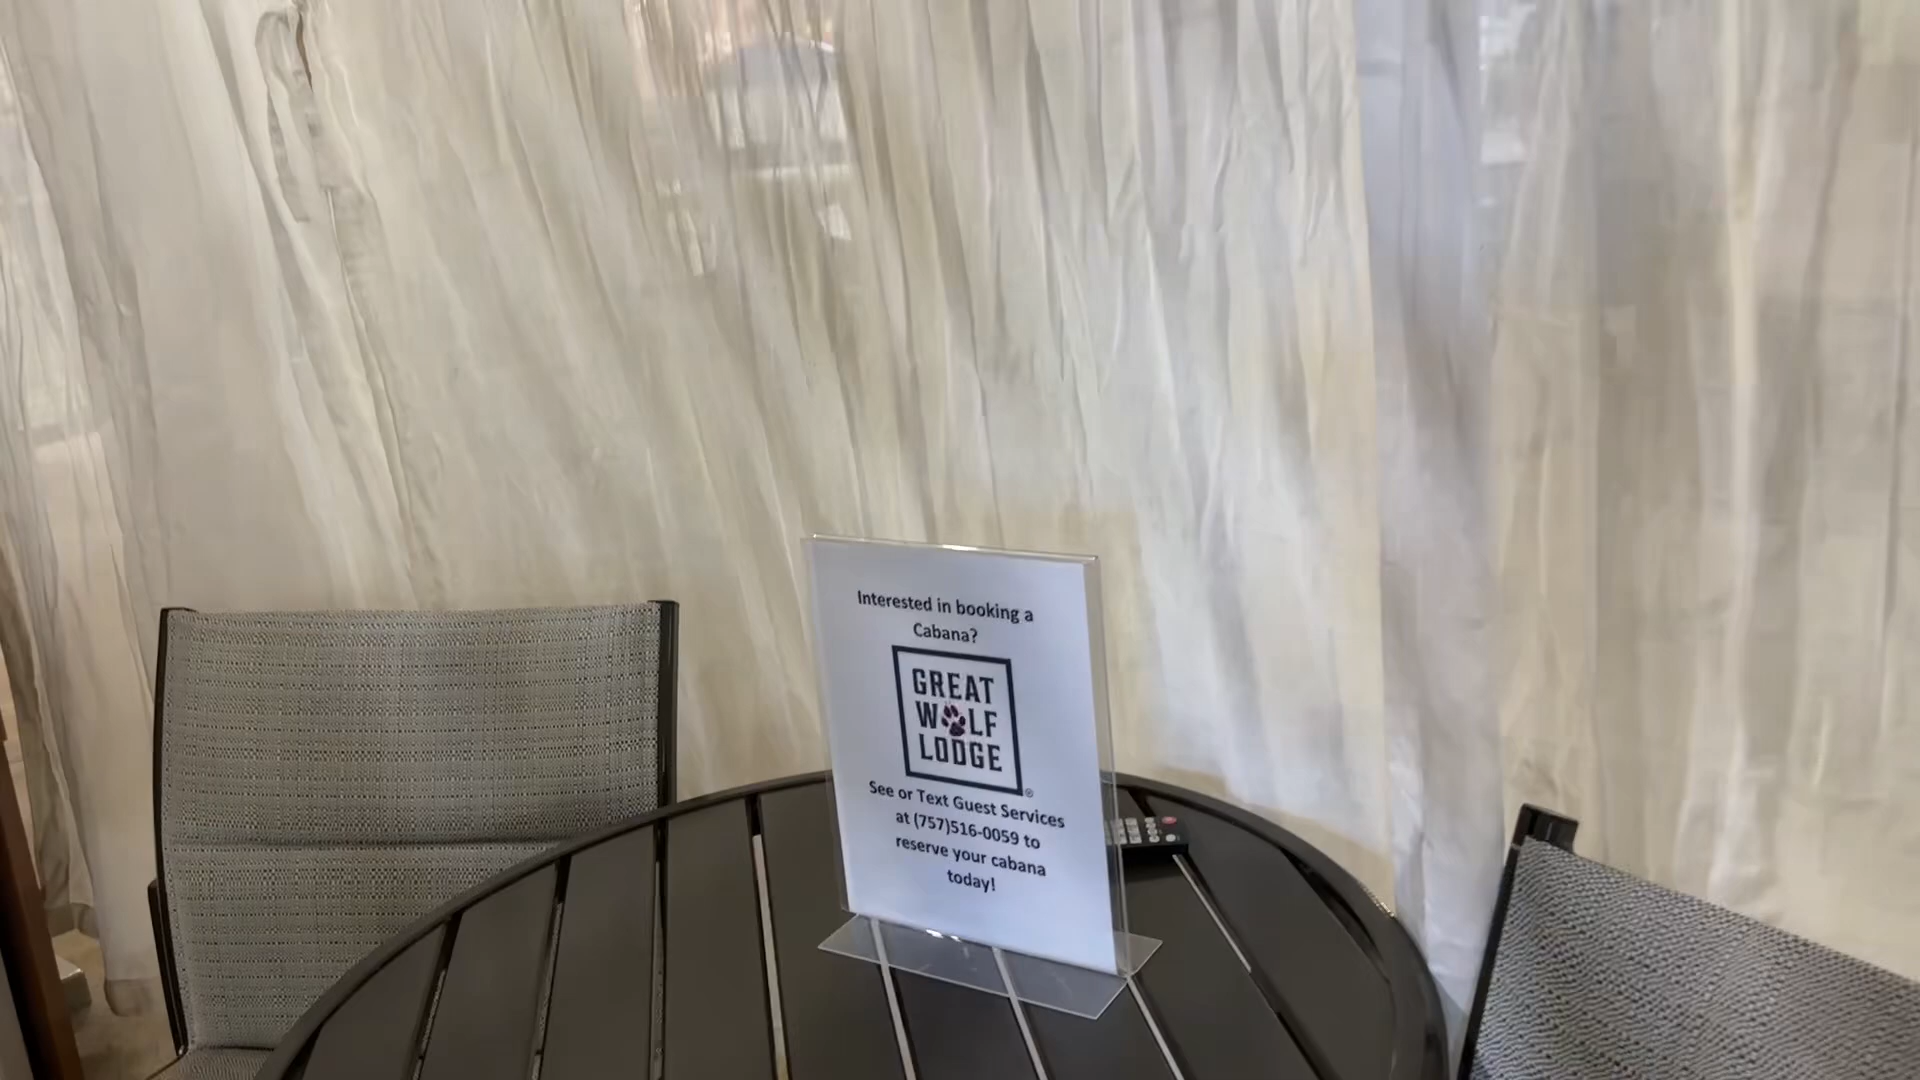 Interested in booking a
Cabana?
GREAT
WOLF
LODGE
®
See or Text Guest Services
at (757)516-0059 to
reserve your cabana
today!